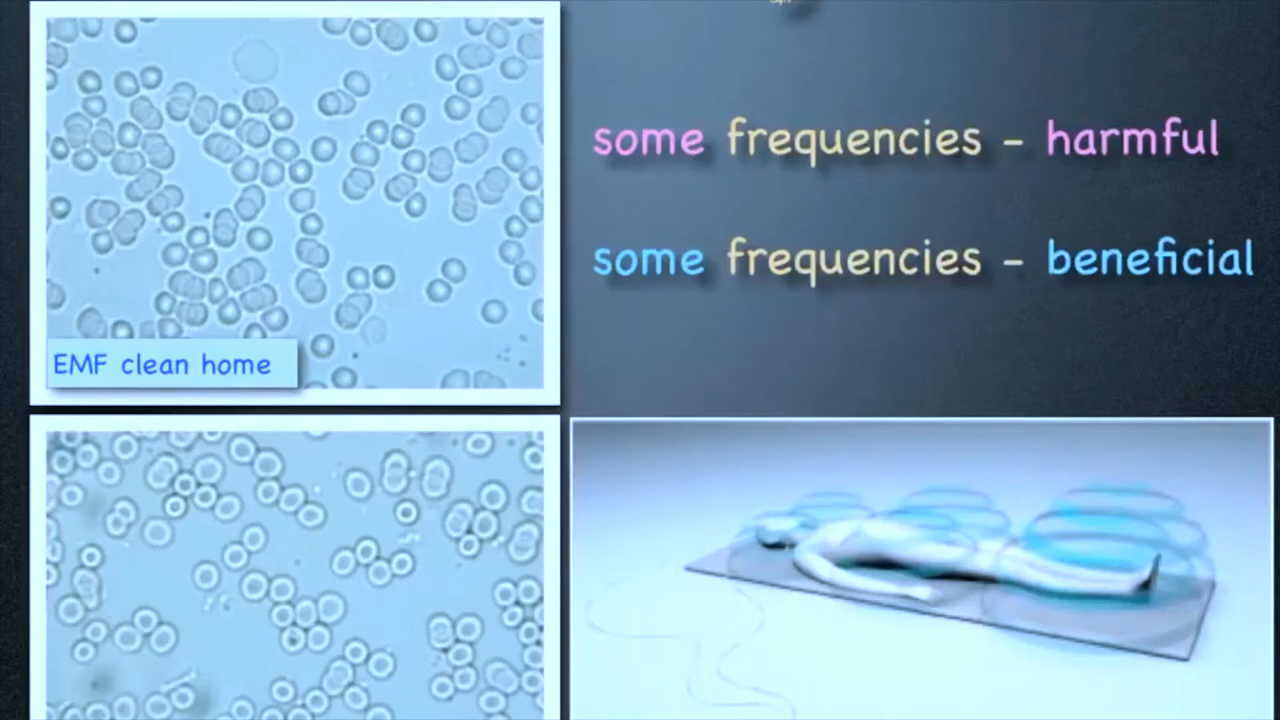 some frequencies – harmful
some frequencies – beneficial
EMF clean home